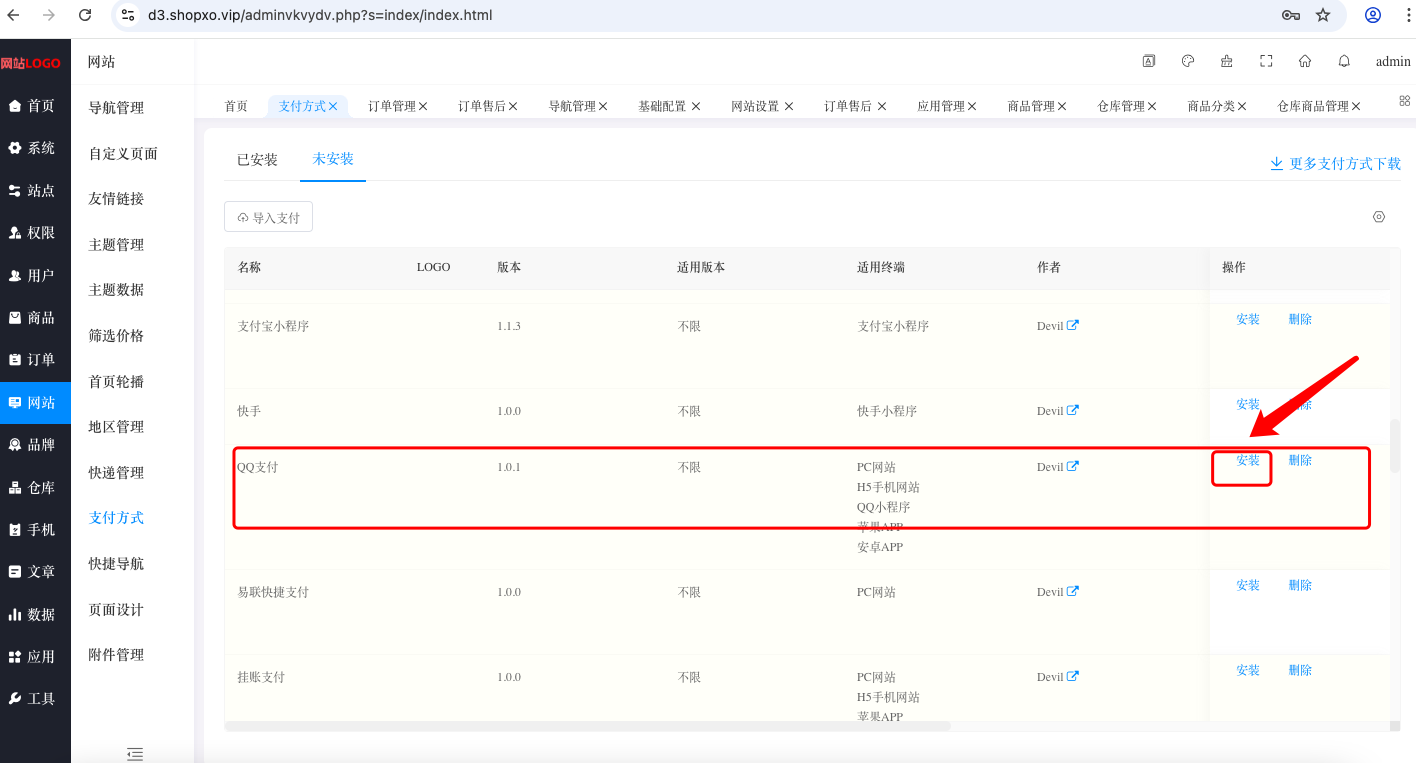 d3.shopxo.vip/adminvkvydv.php?s=index/index.html
网站LOGO
首页
系统
站点
权限
用户
商品
订单
网站
品牌
仓库
手机
文章
数据
应用
工具
网站
导航管理
自定义页面
友情链接
主题管理
主题数据
筛选价格
首页轮播
地区管理
快递管理
支付方式
快捷导航
页面设计
附件管理
admin
首页 支付方式 订单管理 订单售后 导航管理 基础配置 网站设置 订单售后 应用管理 商品管理 仓库管理 商品分类 仓库商品管理
已安装 未安装 更多支付方式下载
导入支付
名称 LOGO 版本 适用版本 适用终端 作者 操作
支付宝小程序 1.1.3 不限 支付宝小程序 Devil 安装 删除
快手 1.0.0 不限 快手小程序 Devil 安装 删除
QQ支付 1.0.1 不限 PC网站 Devil 安装 删除
H5手机网站
QQ小程序
苹果APP
安卓APP
易联快捷支付 1.0.0 不限 PC网站 Devil 安装 删除
挂账支付 1.0.0 不限 PC网站 Devil 安装 删除
H5手机网站
苹果APP